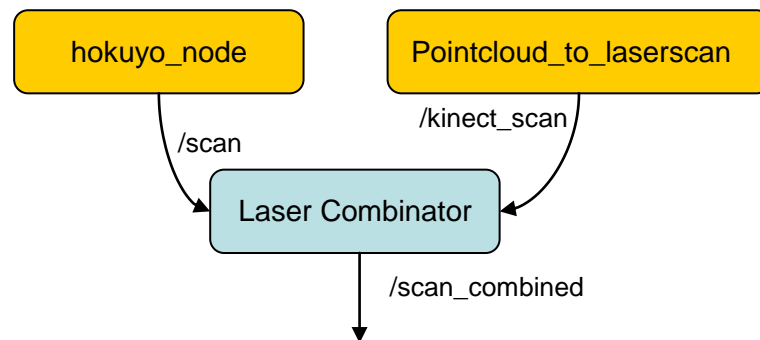 hokuyo_node
Pointcloud_to_laserscan
/scan
/kinect_scan
Laser Combinator
/scan_combined